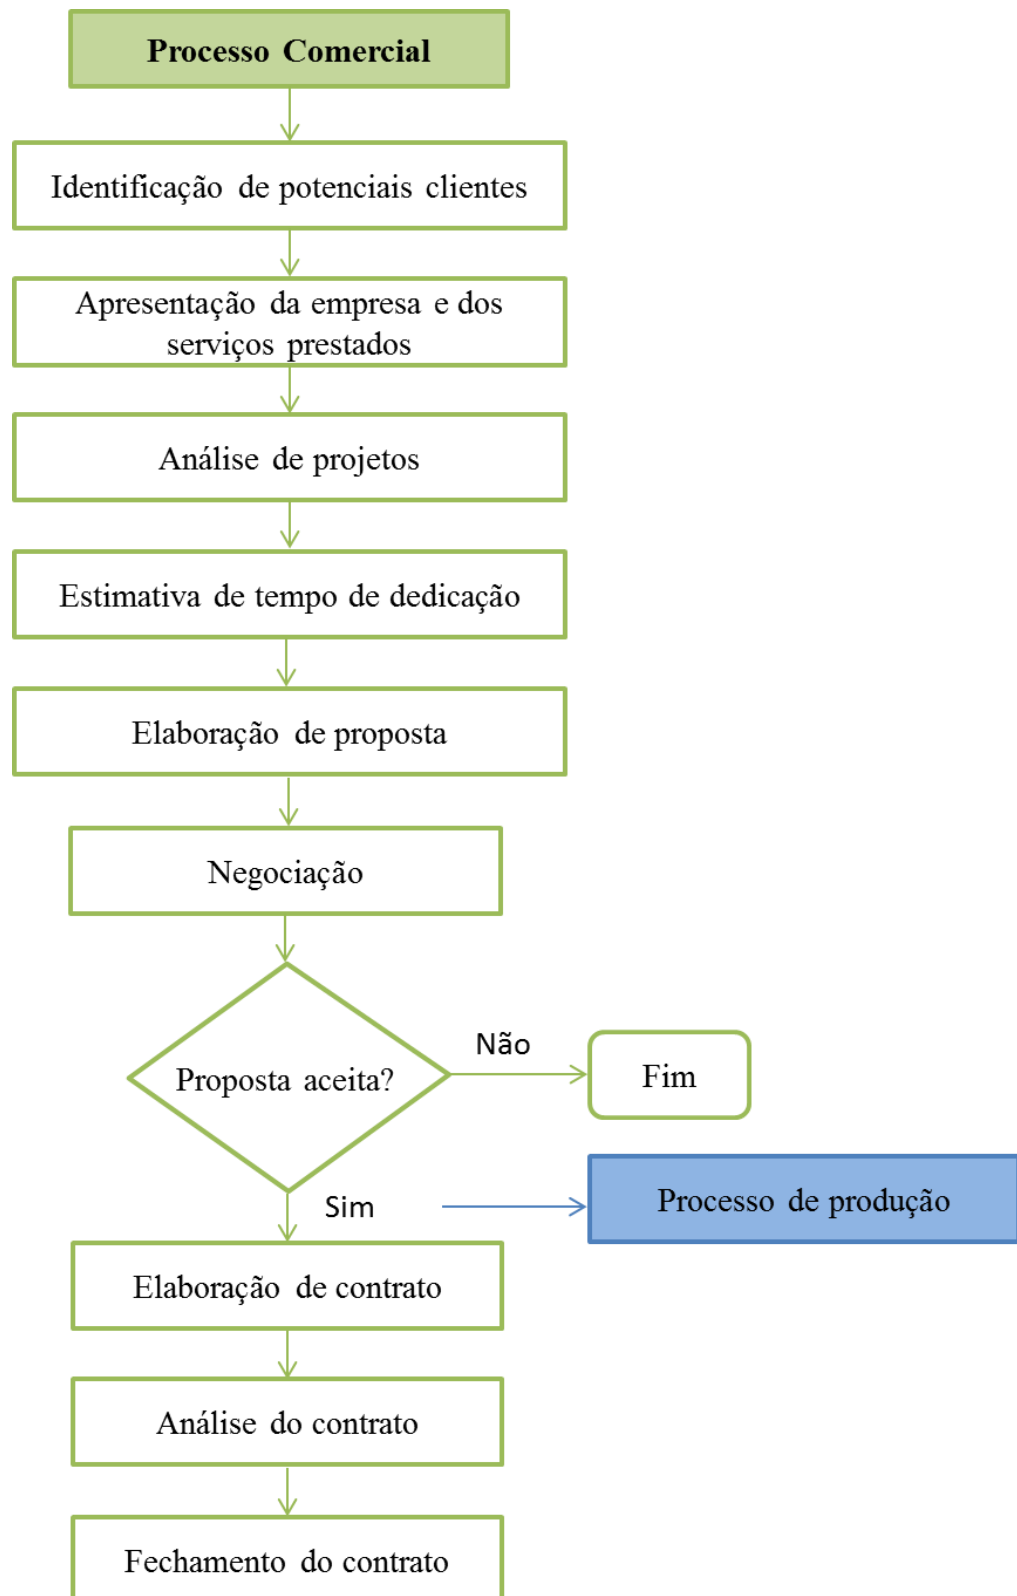 Processo Comercial
Identificação de potenciais clientes
Apresentação da empresa e dos
serviços prestados
Análise de projetos
Estimativa de tempo de dedicação
Elaboração de proposta
Negociação
Proposta aceita?
Não
Fim
Sim
Processo de produção
Elaboração de contrato
Análise do contrato
Fechamento do contrato